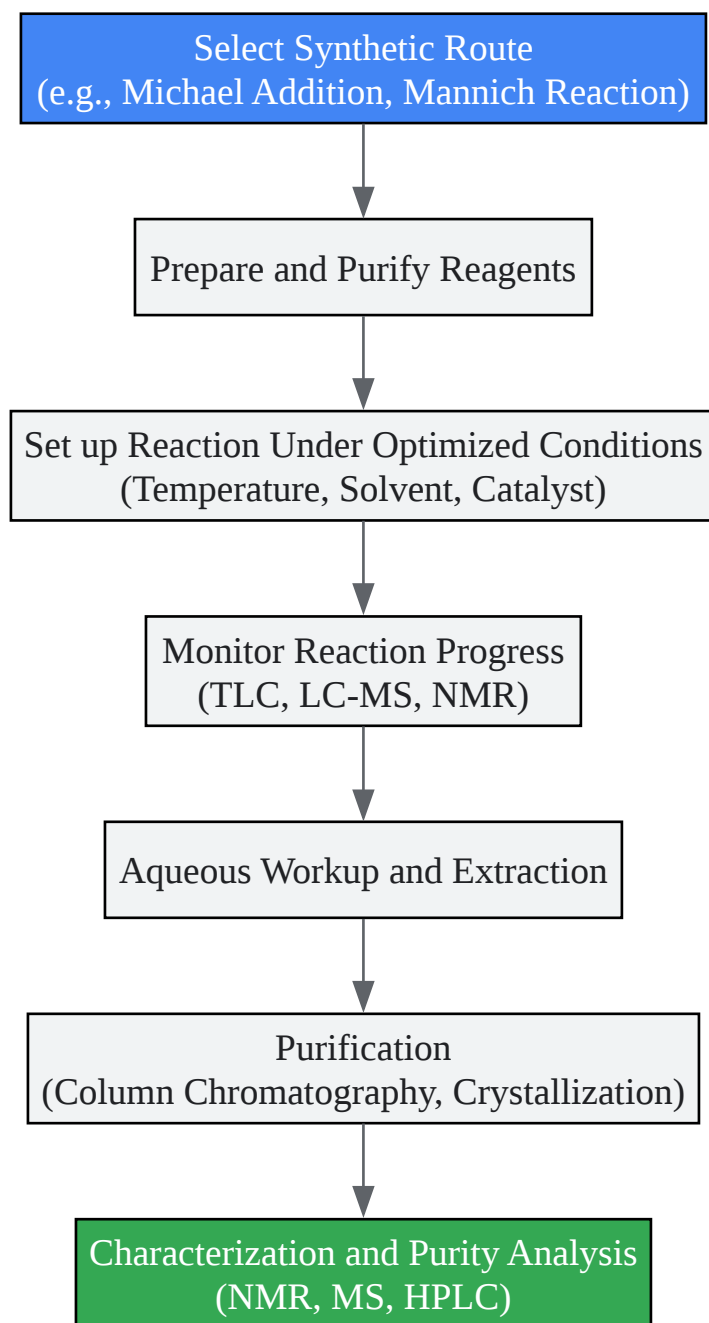 Select Synthetic Route
(e.g., Michael Addition, Mannich Reaction)
Prepare and Purify Reagents
Set up Reaction Under Optimized Conditions
(Temperature, Solvent, Catalyst)
Monitor Reaction Progress
(TLC, LC-MS, NMR)
Aqueous Workup and Extraction
Purification
(Column Chromatography, Crystallization)
Characterization and Purity Analysis
(NMR, MS, HPLC)